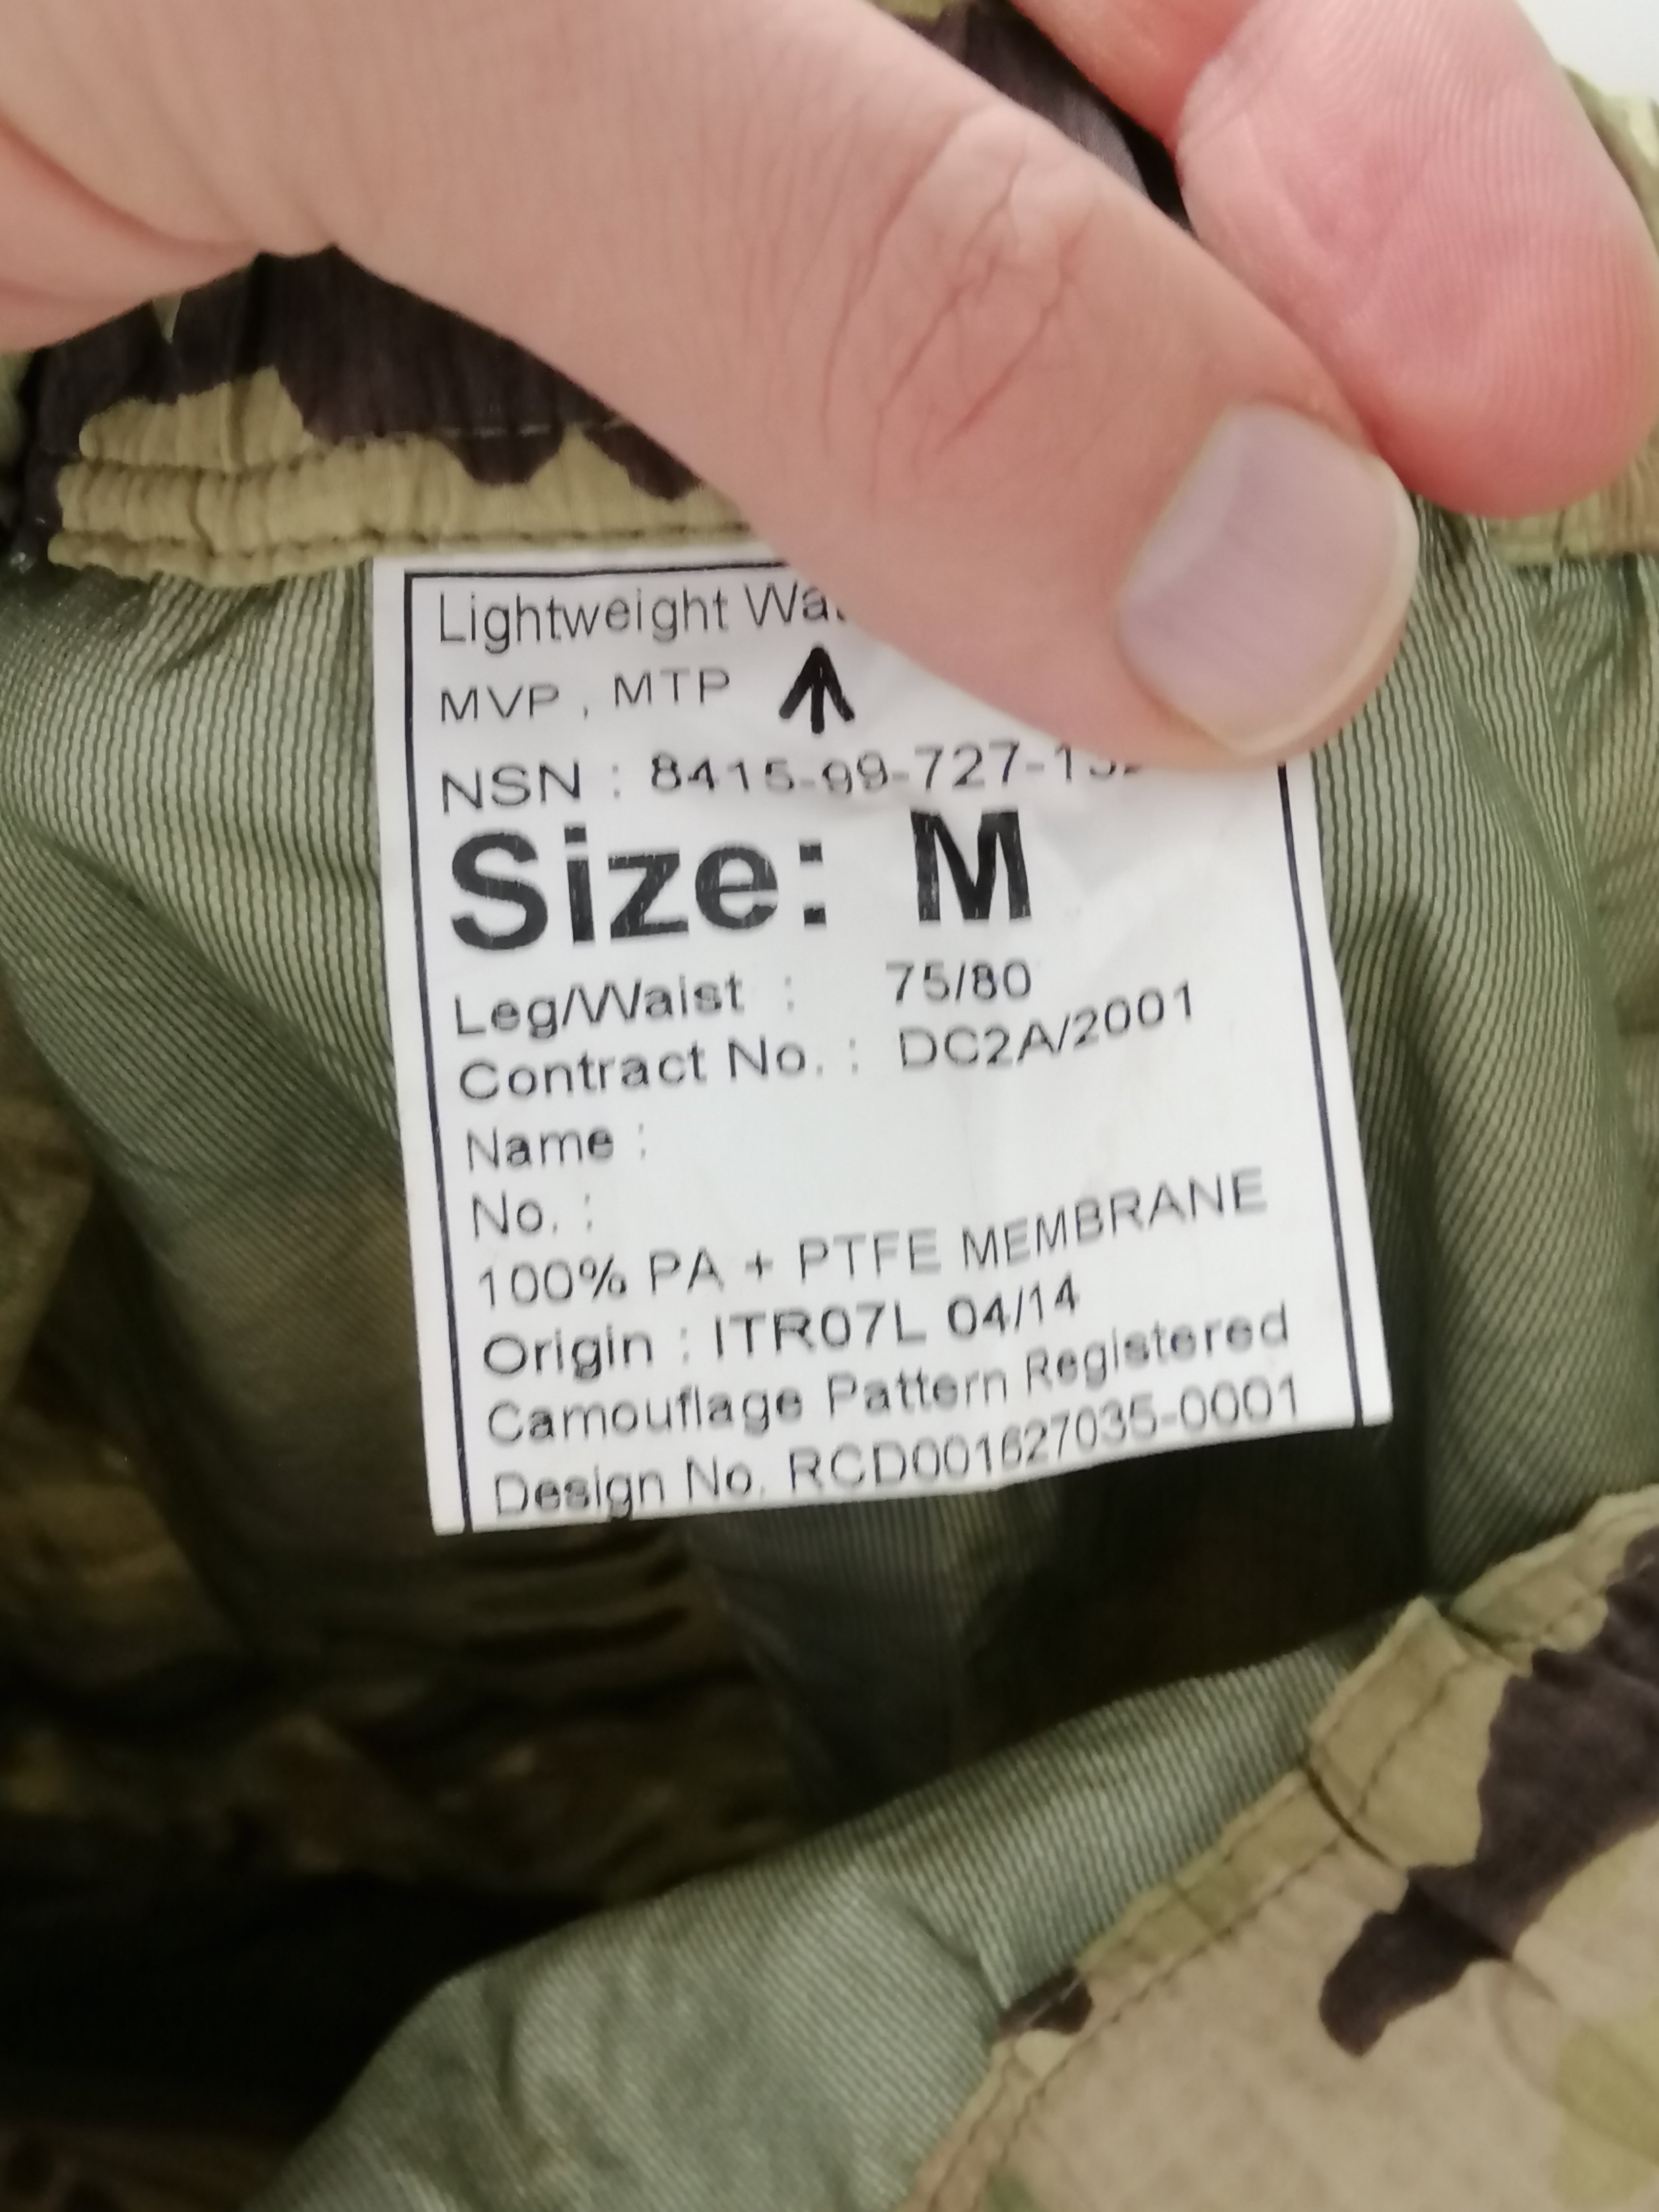 Lightweight
MVP , MTP
NSN : 8415-99-727-
Size: M
Leg/Waist : 75/80
Contract No. : DC2A/2001
Name :
No. :
100% PA + PTFE MEMBRANE
Origin : ITR07L 04/14
Camouflage Pattern Registered
Design No. RCD001627035-0001